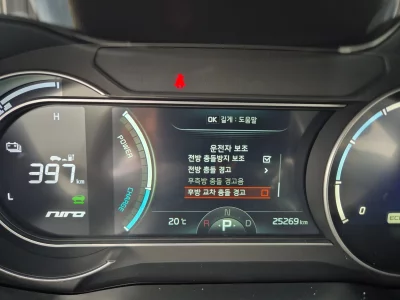 OK 길게 : 도움말
운전자 보조
전방 충돌방지 보조
전방 충돌 경고
후측방 충돌 경고음
후방 교차 충돌 경고
H
397 km
L
niro
POWER
CHARGE
20°C
R
N
P
D
25269 km
0
ECO